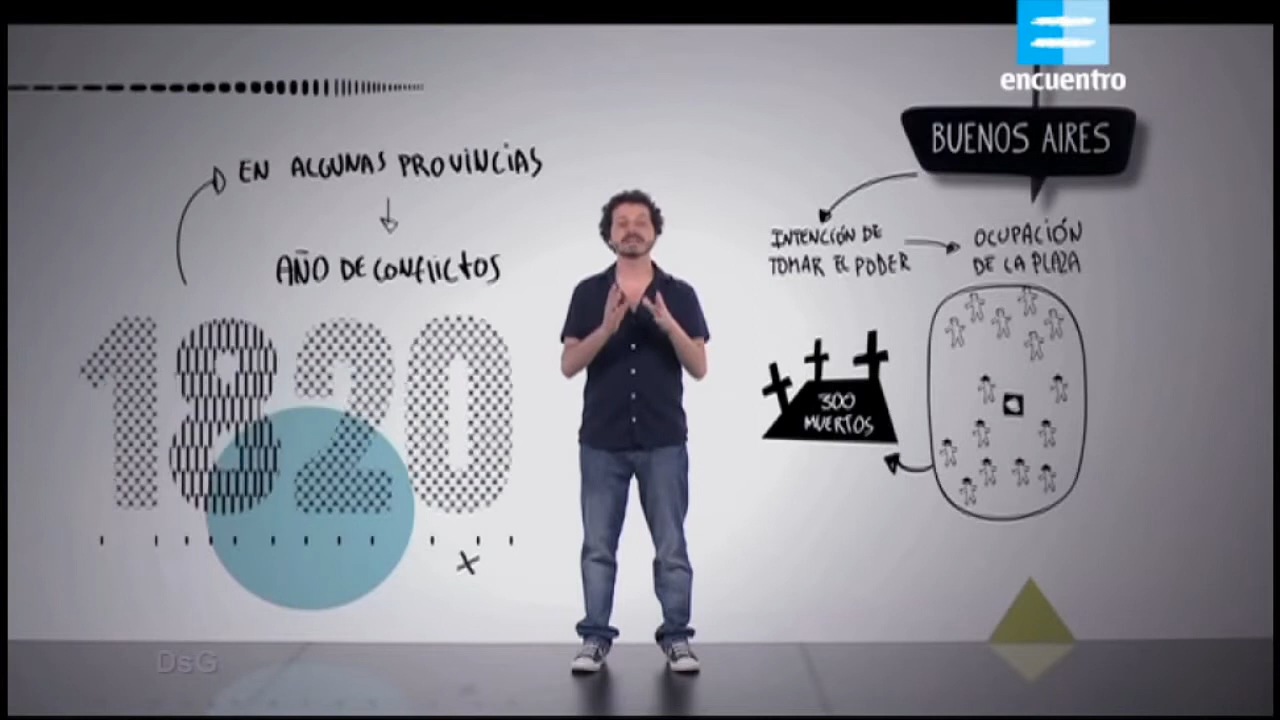 encuentro
BUENOS AIRES
EN ALGUNAS PROVINCIAS
AÑO DE CONFLICTOS
1820
INTENCIÓN DE
TOMAR EL PODER
OCUPACIÓN
DE LA PLAZA
300
MUERTOS
DsG